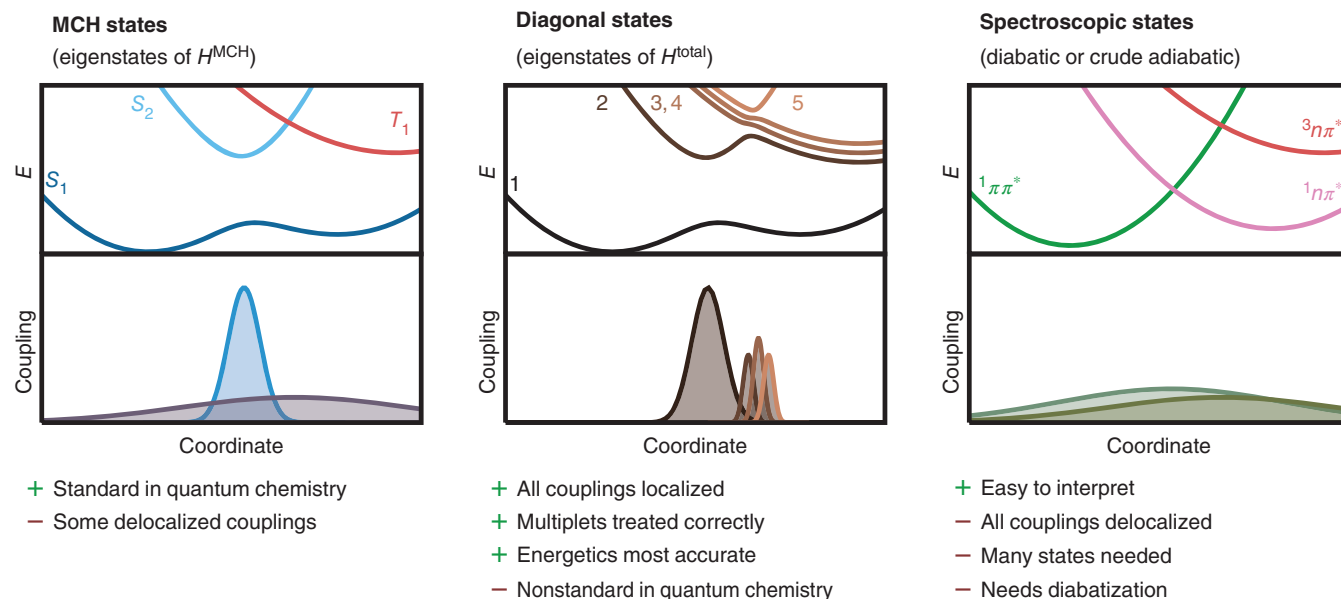 MCH states
(eigenstates of H^MCH)
E
S₂
T₁
S₁
Coupling
Coordinate
+ Standard in quantum chemistry
− Some delocalized couplings
Diagonal states
(eigenstates of H^total)
E
2
3, 4
5
1
Coupling
Coordinate
+ All couplings localized
+ Multiplets treated correctly
+ Energetics most accurate
− Nonstandard in quantum chemistry
Spectroscopic states
(diabatic or crude adiabatic)
E
³nπ*
¹ππ*
¹nπ*
Coupling
Coordinate
+ Easy to interpret
− All couplings delocalized
− Many states needed
− Needs diabatization